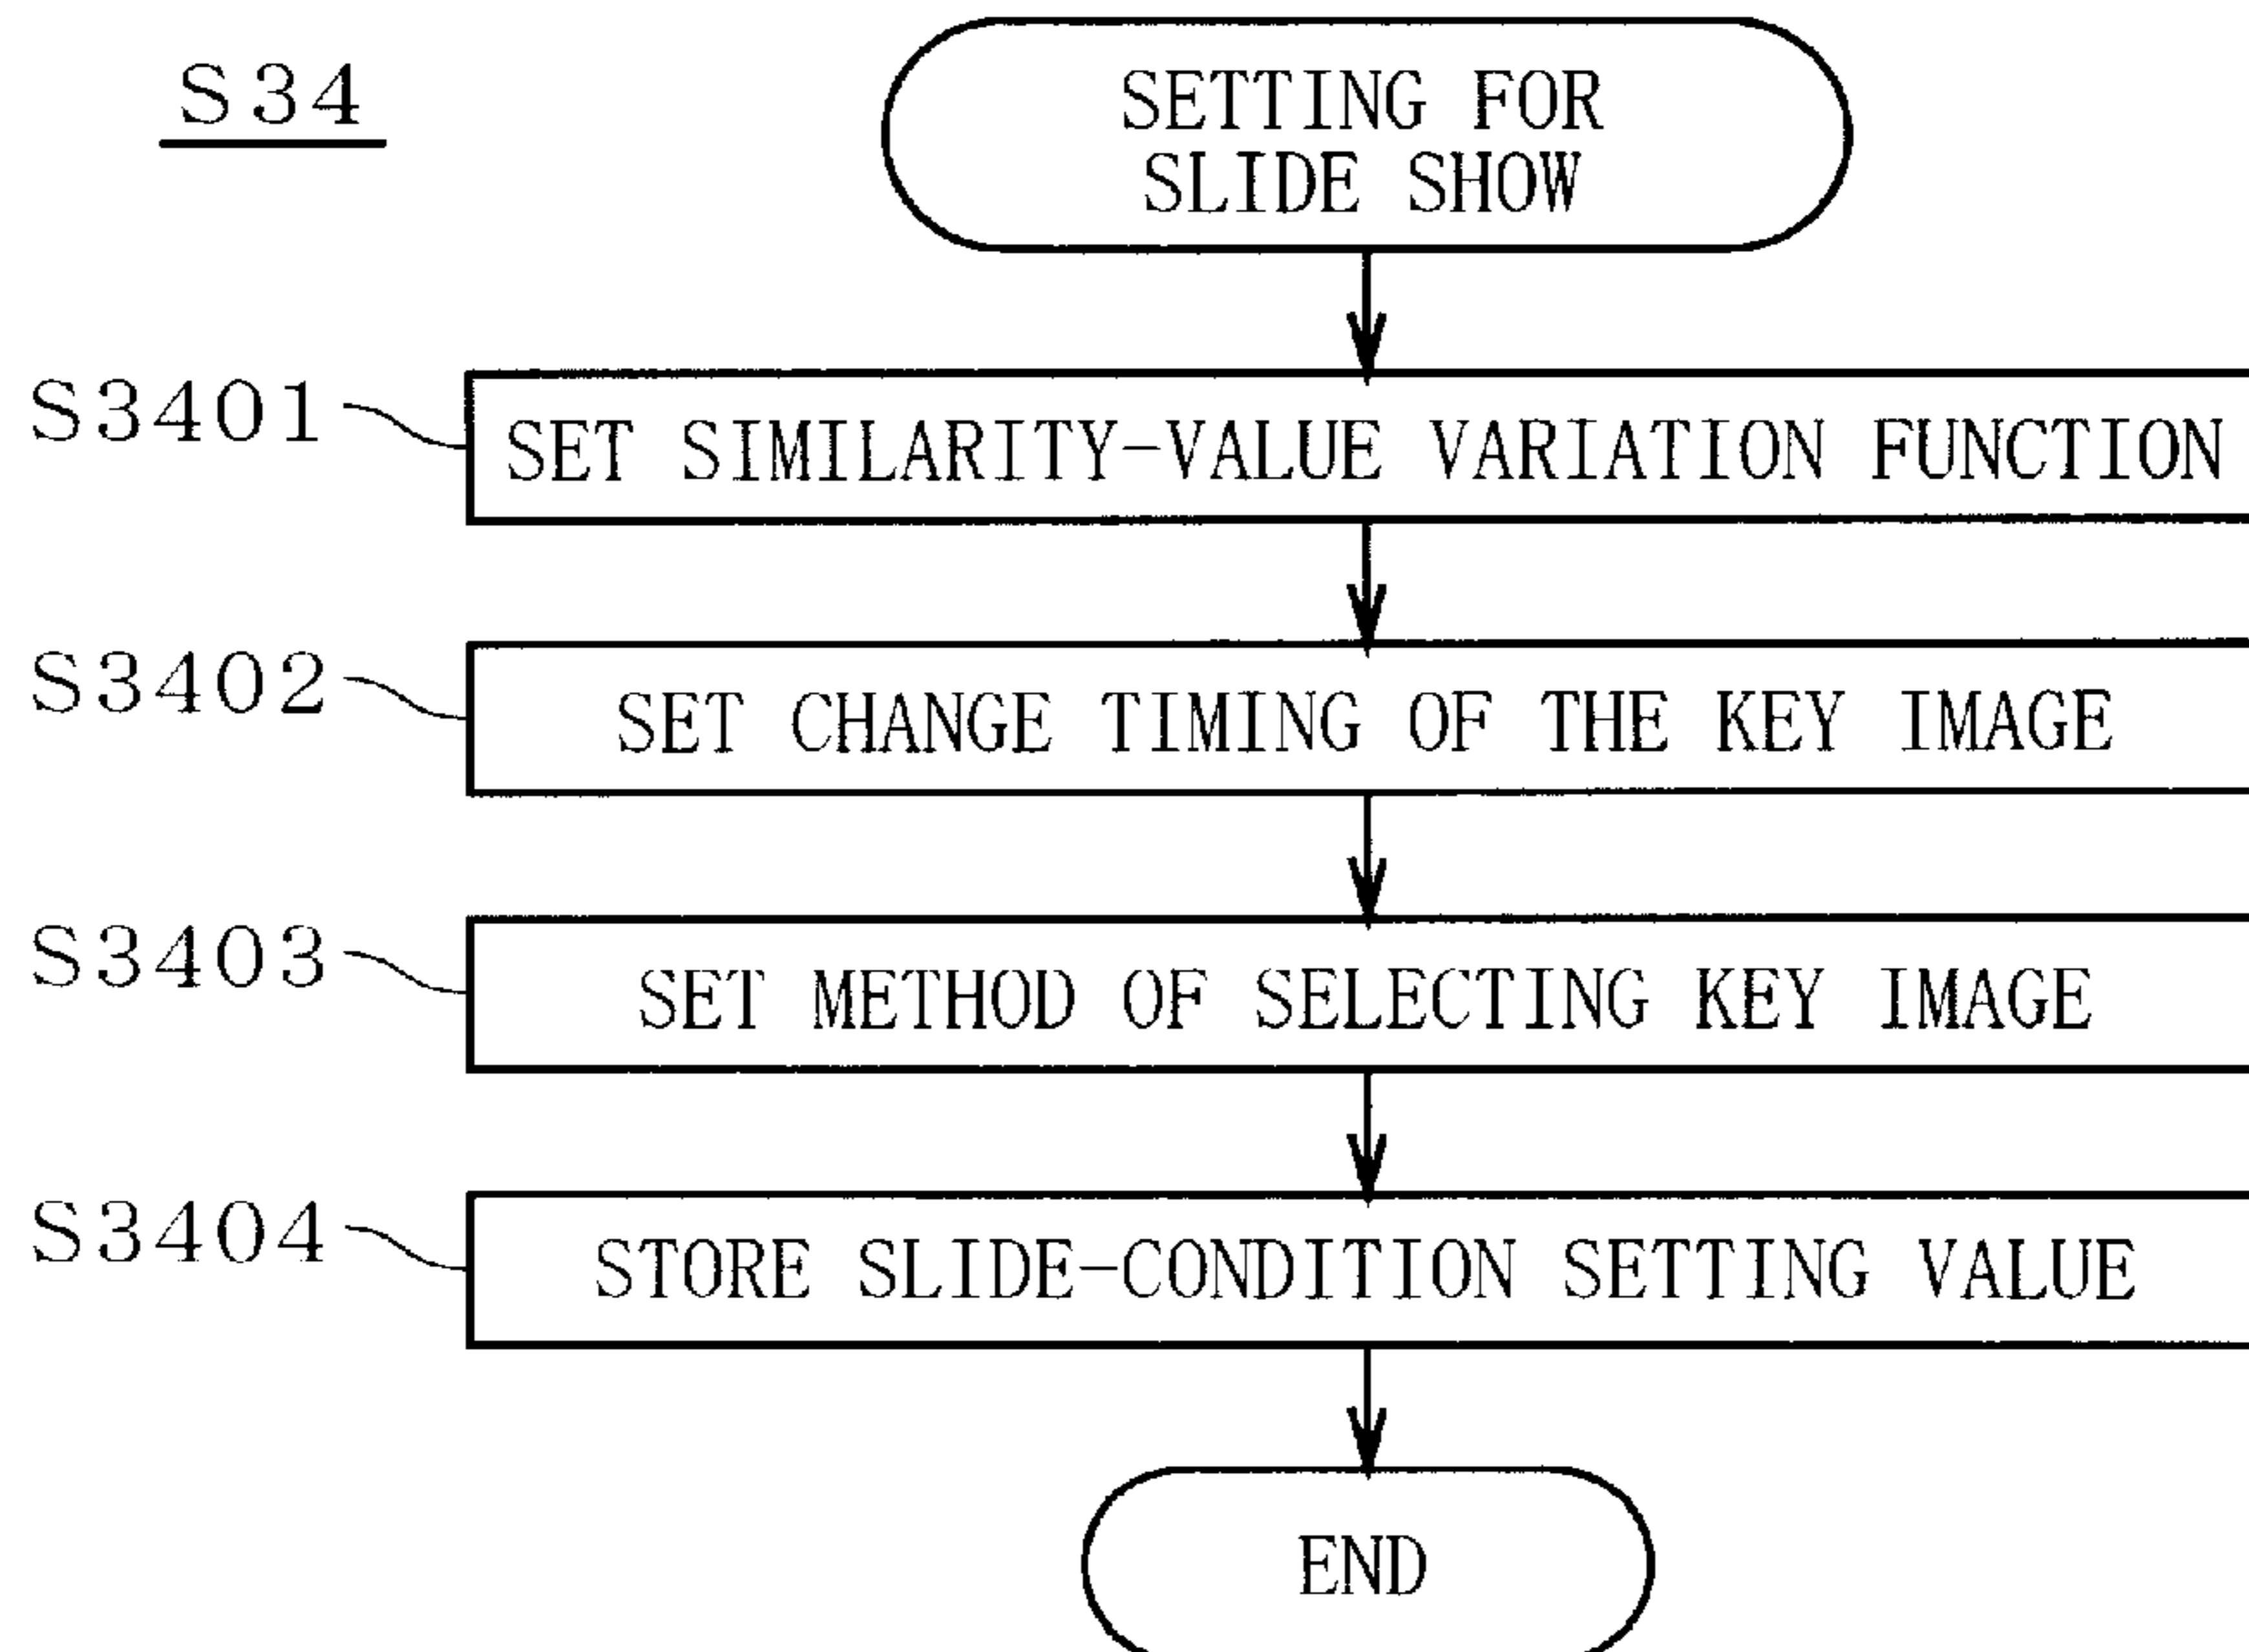 S34
SETTING FOR
SLIDE SHOW
S3401
SET SIMILARITY-VALUE VARIATION FUNCTION
S3402
SET CHANGE TIMING OF THE KEY IMAGE
S3403
SET METHOD OF SELECTING KEY IMAGE
S3404
STORE SLIDE-CONDITION SETTING VALUE
END